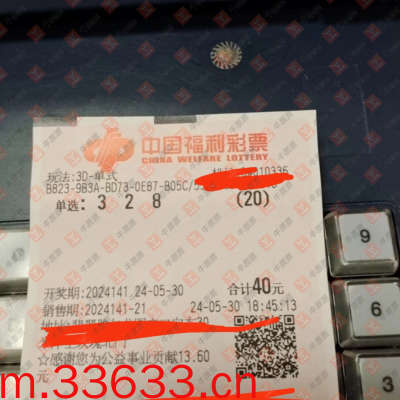 中国福利彩票
CHINA WELFARE LOTTERY
玩法:3D-单式
B823-9B3A-BD73-0E87-B05C/
10336
单选: 3 2 8 (20)
开奖期:2024141 24-05-30 合计40元
销售期:2024141-21 24-05-30 18:45:13
☆感谢您为公益事业贡献13.60
元
9
6
3
m.33633.cn